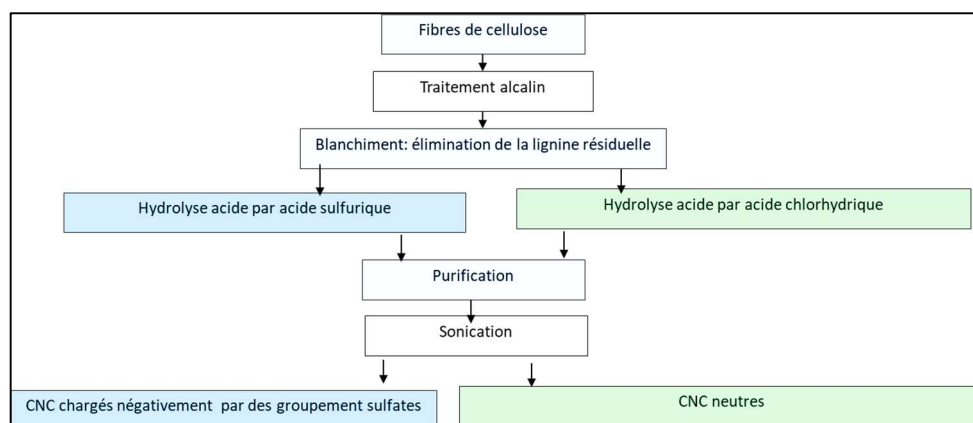 Fibres de cellulose
Traitement alcalin
Blanchiment: élimination de la lignine résiduelle
Hydrolyse acide par acide sulfurique
Hydrolyse acide par acide chlorhydrique
Purification
Sonication
CNC chargés négativement par des groupement sulfates
CNC neutres